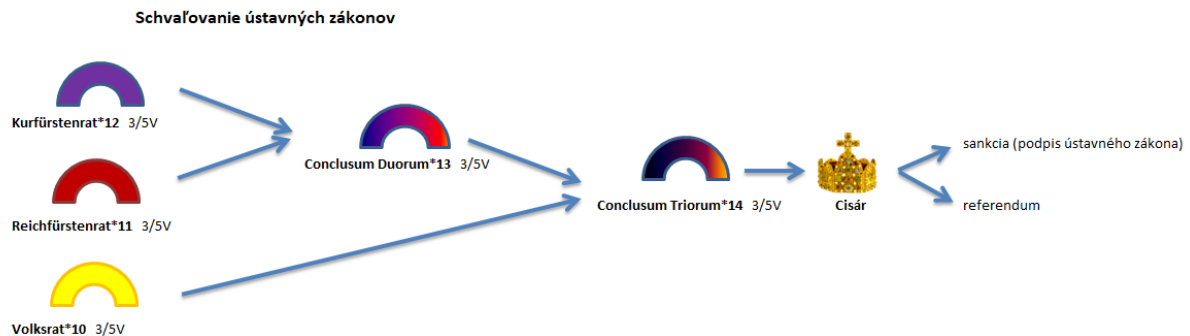 Schvaľovanie ústavných zákonov
Kurfürstenrat*12 3/5V
Reichfürstenrat*11 3/5V
Volksrat*10 3/5V
Conclusum Duorum*13 3/5V
Conclusum Triorum*14 3/5V
Cisár
sankcia (podpis ústavného zákona)
referendum